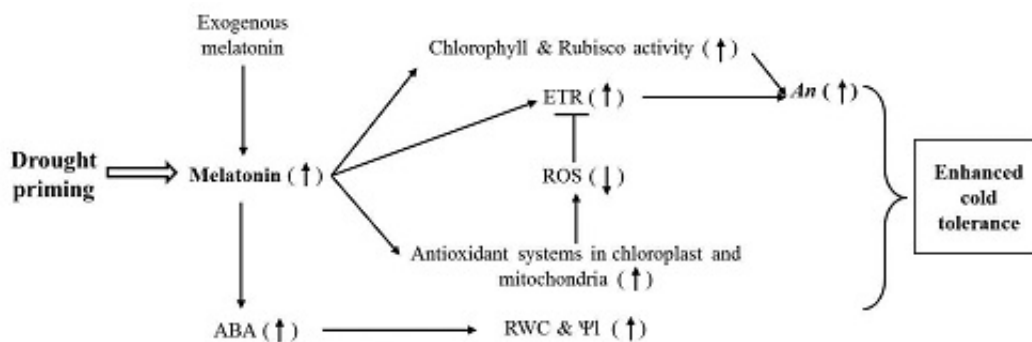 Exogenous
melatonin
Chlorophyll & Rubisco activity (↑)
ETR (↑)
An (↑)
Drought
priming
Melatonin (↑)
ROS (↓)
Enhanced
cold
tolerance
Antioxidant systems in chloroplast and
mitochondria (↑)
ABA (↑)
RWC & Ψl (↑)